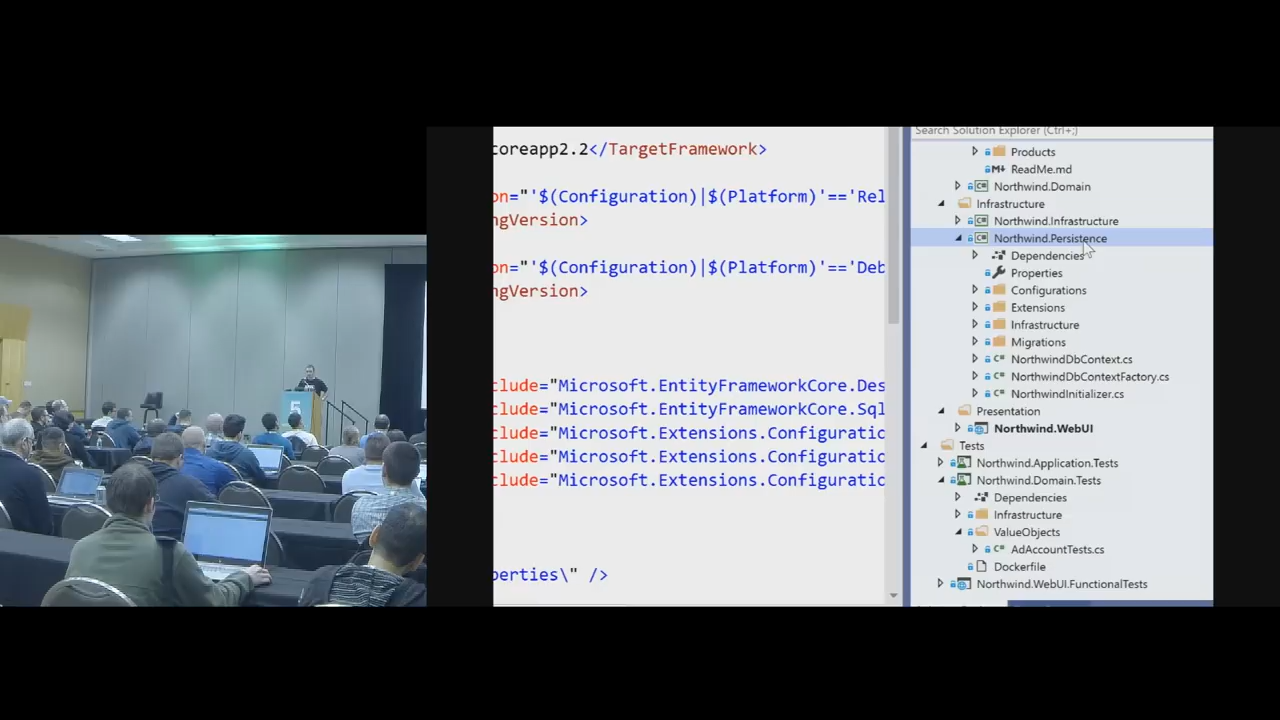 coreapp2.2</TargetFramework>
on="'$(Configuration)|$(Platform)'=='Rel
ngVersion>
on="'$(Configuration)|$(Platform)'=='Deb
ngVersion>
clude="Microsoft.EntityFrameworkCore.Des
clude="Microsoft.EntityFrameworkCore.Sql
clude="Microsoft.Extensions.Configuratio
clude="Microsoft.Extensions.Configuratio
clude="Microsoft.Extensions.Configuratio
perties\" />
Search Solution Explorer (Ctrl+;)
Products
ReadMe.md
Northwind.Domain
Infrastructure
Northwind.Infrastructure
Northwind.Persistence
Dependencies
Properties
Configurations
Extensions
Infrastructure
Migrations
NorthwindDbContext.cs
NorthwindDbContextFactory.cs
NorthwindInitializer.cs
Presentation
Northwind.WebUI
Tests
Northwind.Application.Tests
Northwind.Domain.Tests
Dependencies
Infrastructure
ValueObjects
AdAccountTests.cs
Dockerfile
Northwind.WebUI.FunctionalTests
5